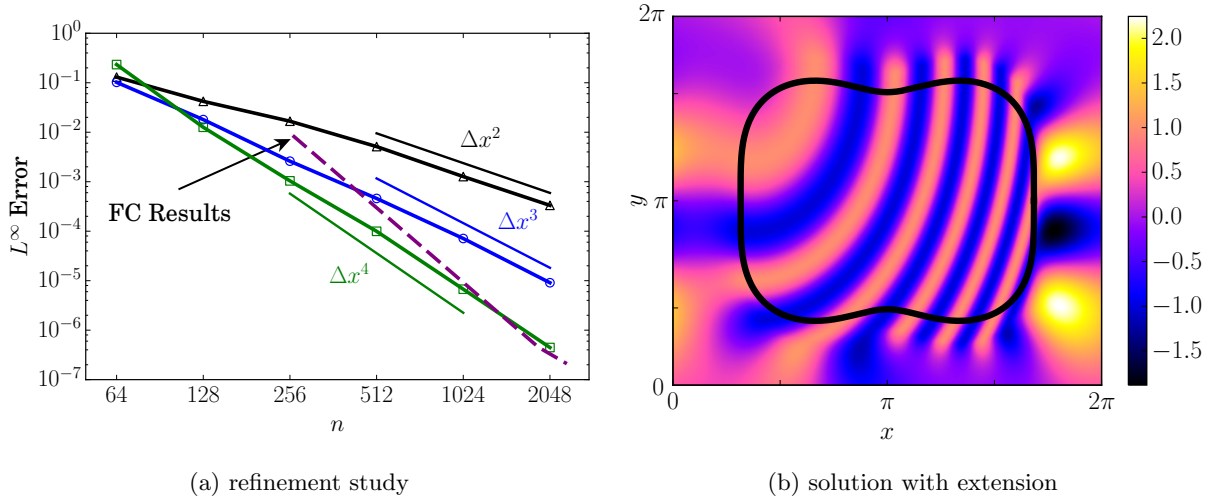 10^0
10^{-1}
10^{-2}
10^{-3}
10^{-4}
10^{-5}
10^{-6}
10^{-7}
L^∞ Error
64
128
256
512
1024
2048
n
FC Results
Δx^2
Δx^3
Δx^4
(a) refinement study
2π
π
0
y
0
π
2π
x
2.0
1.5
1.0
0.5
0.0
−0.5
−1.0
−1.5
(b) solution with extension